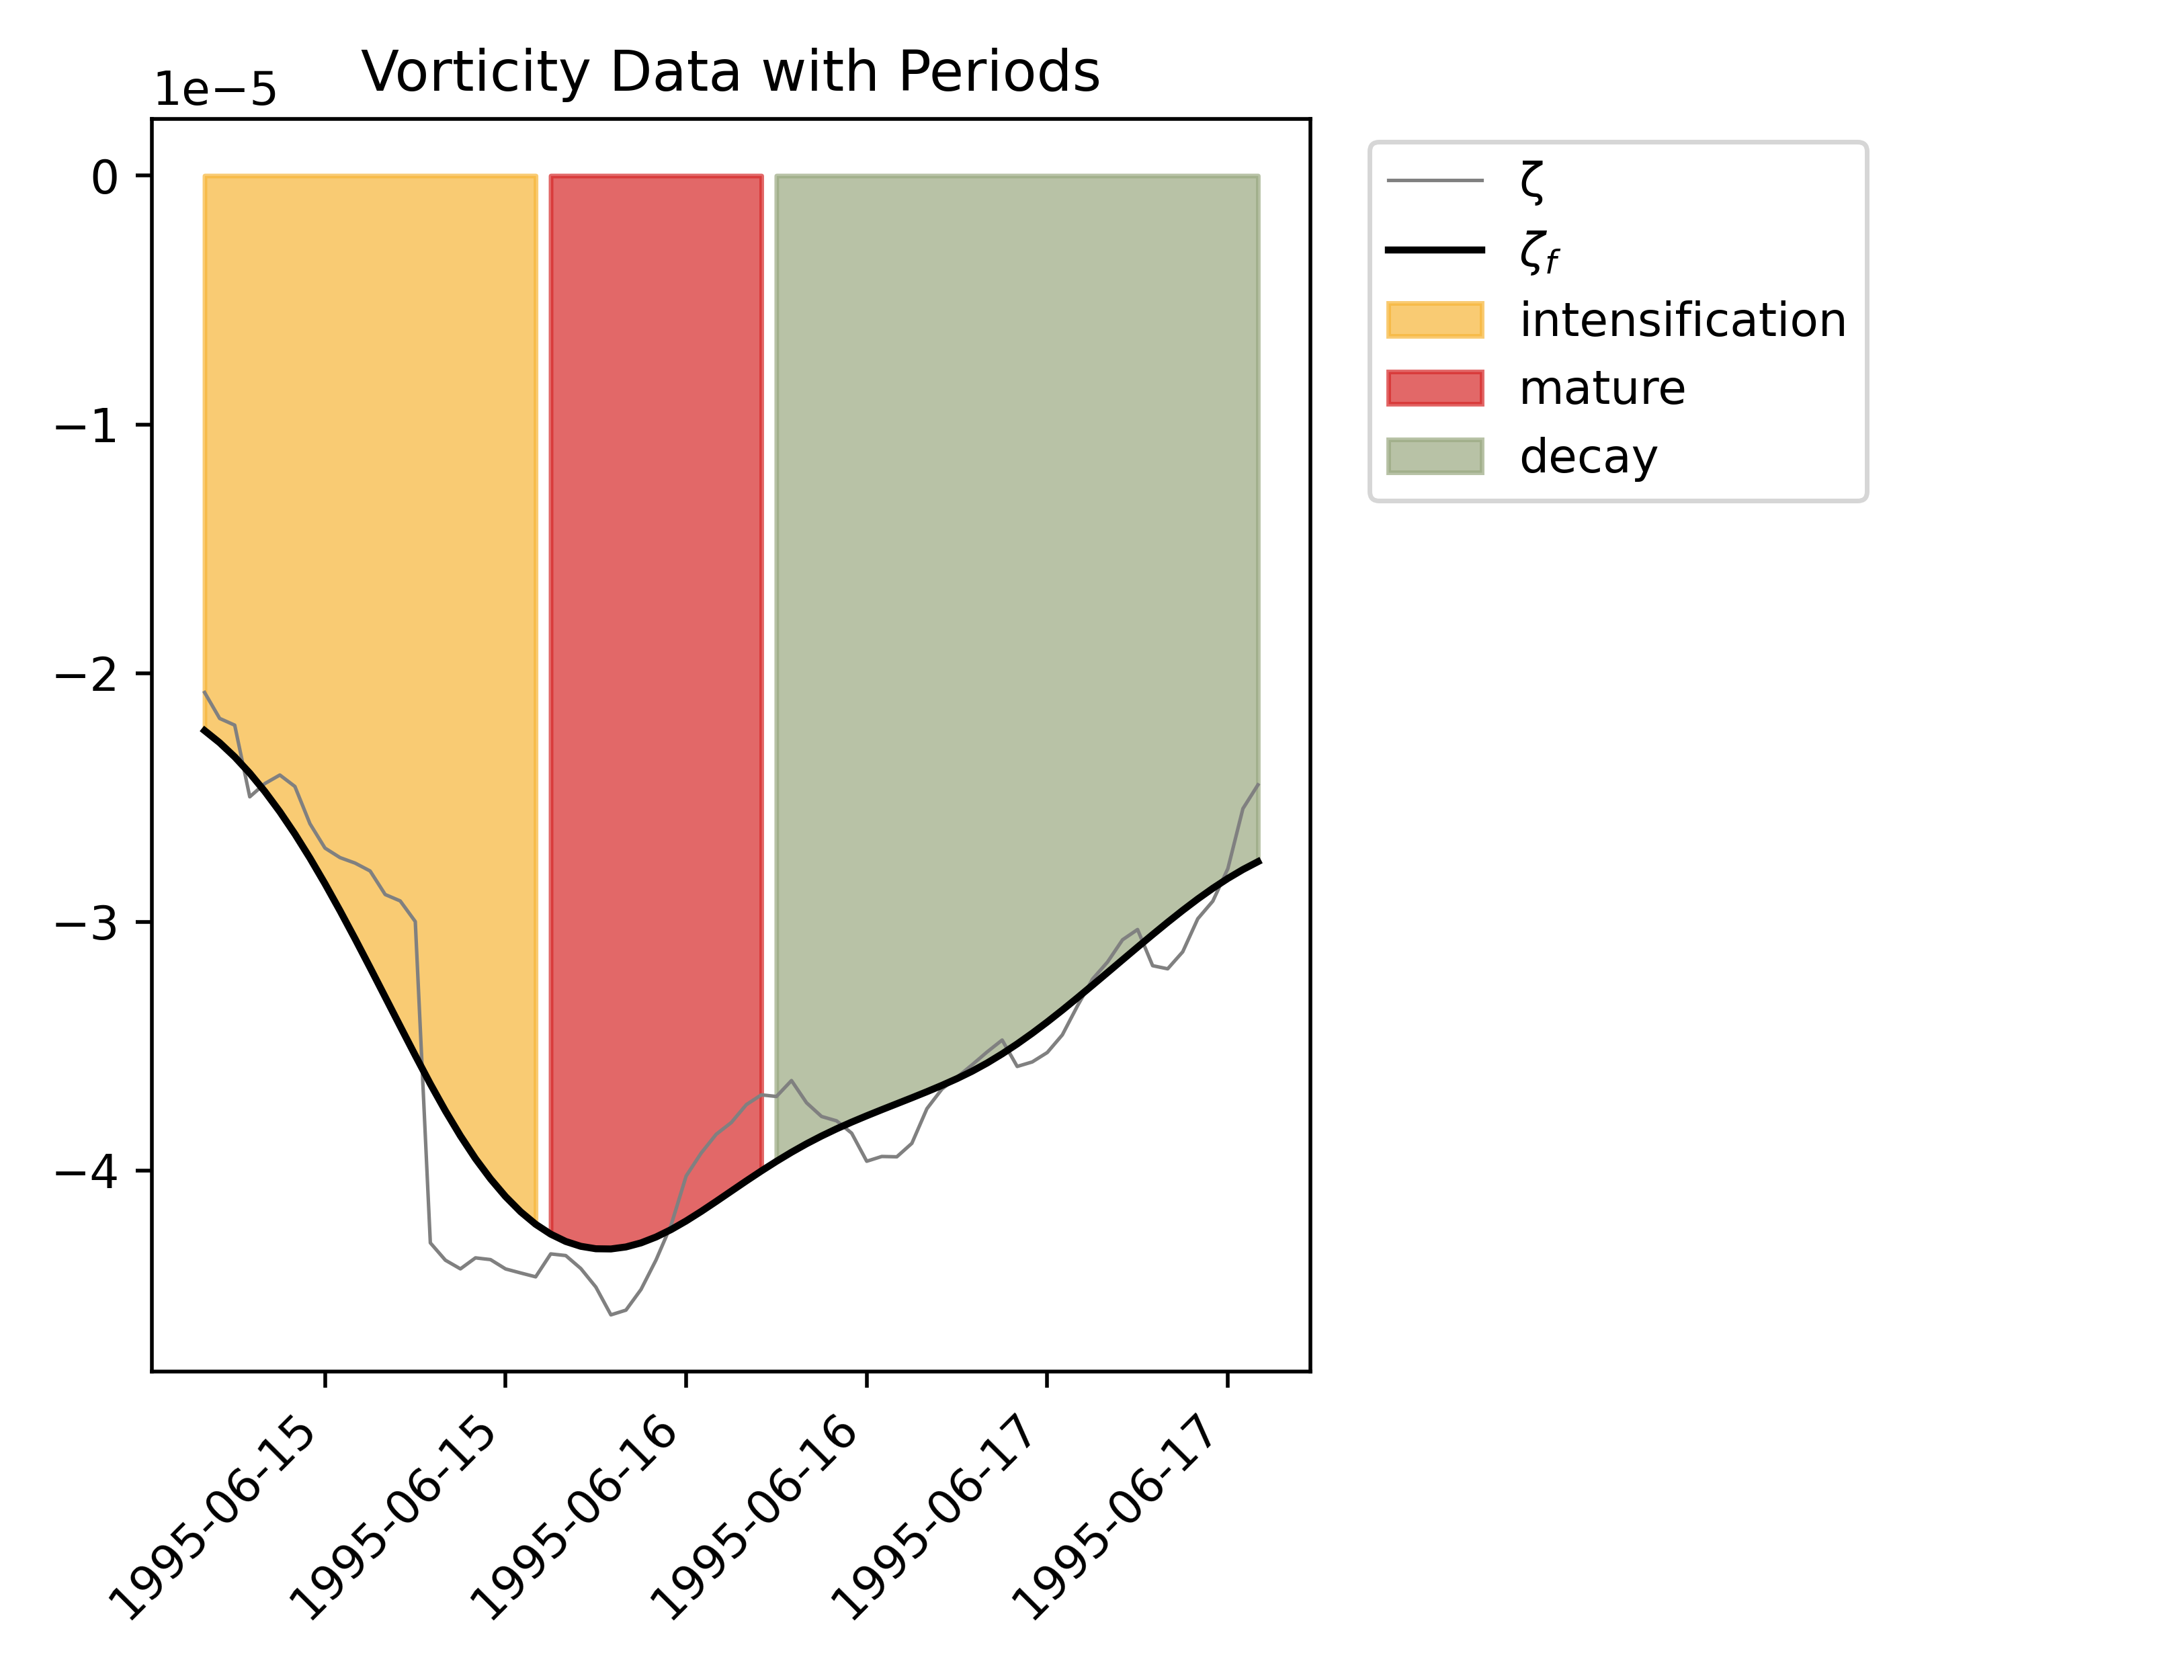 Vorticity Data with Periods
1e−5
0
−1
−2
−3
−4
1995-06-15
1995-06-15
1995-06-16
1995-06-16
1995-06-17
1995-06-17
ζ
ζf
intensification
mature
decay